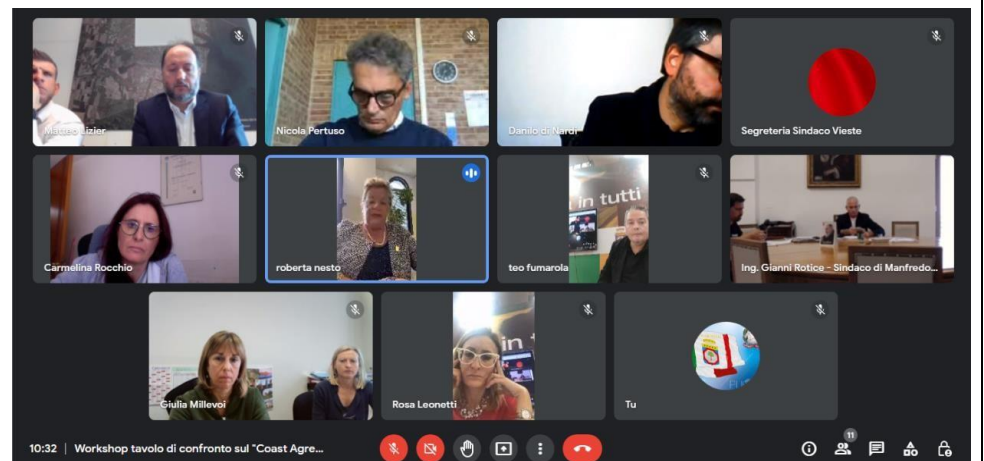 Matteo Lizier
Nicola Pertuso
Danilo di Nardi
Segreteria Sindaco Vieste
Carmelina Rocchio
roberta nesto
in tutti
teo fumarola
Ing. Gianni Rotice - Sindaco di Manfredo...
Giulia Millevoi
in
Rosa Leonetti
Tu
11
10:32 | Workshop tavolo di confronto sul "Coast Agre...